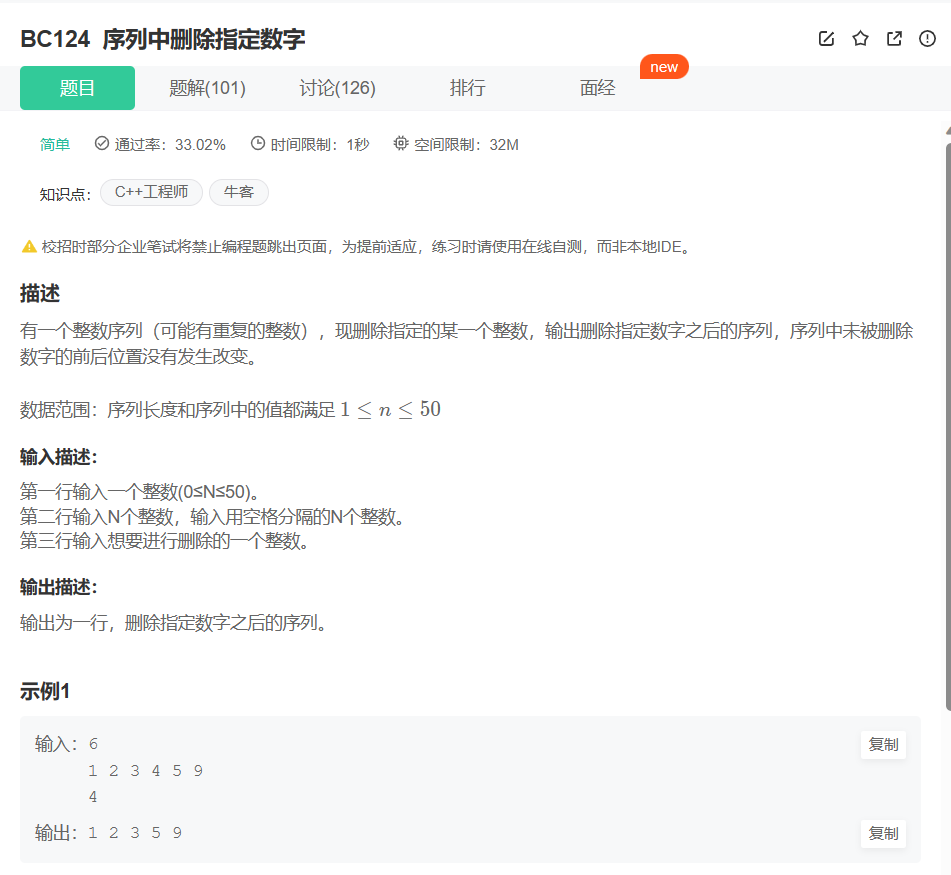 BC124 序列中删除指定数字
new
题目 题解(101) 讨论(126) 排行 面经
简单 通过率：33.02% 时间限制：1秒 空间限制：32M
知识点： C++工程师 牛客
校招时部分企业笔试将禁止编程题跳出页面，为提前适应，练习时请使用在线自测，而非本地IDE。
描述
有一个整数序列（可能有重复的整数），现删除指定的某一个整数，输出删除指定数字之后的序列，序列中未被删除
数字的前后位置没有发生改变。
数据范围：序列长度和序列中的值都满足 1 ≤ n ≤ 50
输入描述：
第一行输入一个整数(0≤N≤50)。
第二行输入N个整数，输入用空格分隔的N个整数。
第三行输入想要进行删除的一个整数。
输出描述：
输出为一行，删除指定数字之后的序列。
示例1
输入：6 复制
1 2 3 4 5 9
4
输出：1 2 3 5 9 复制